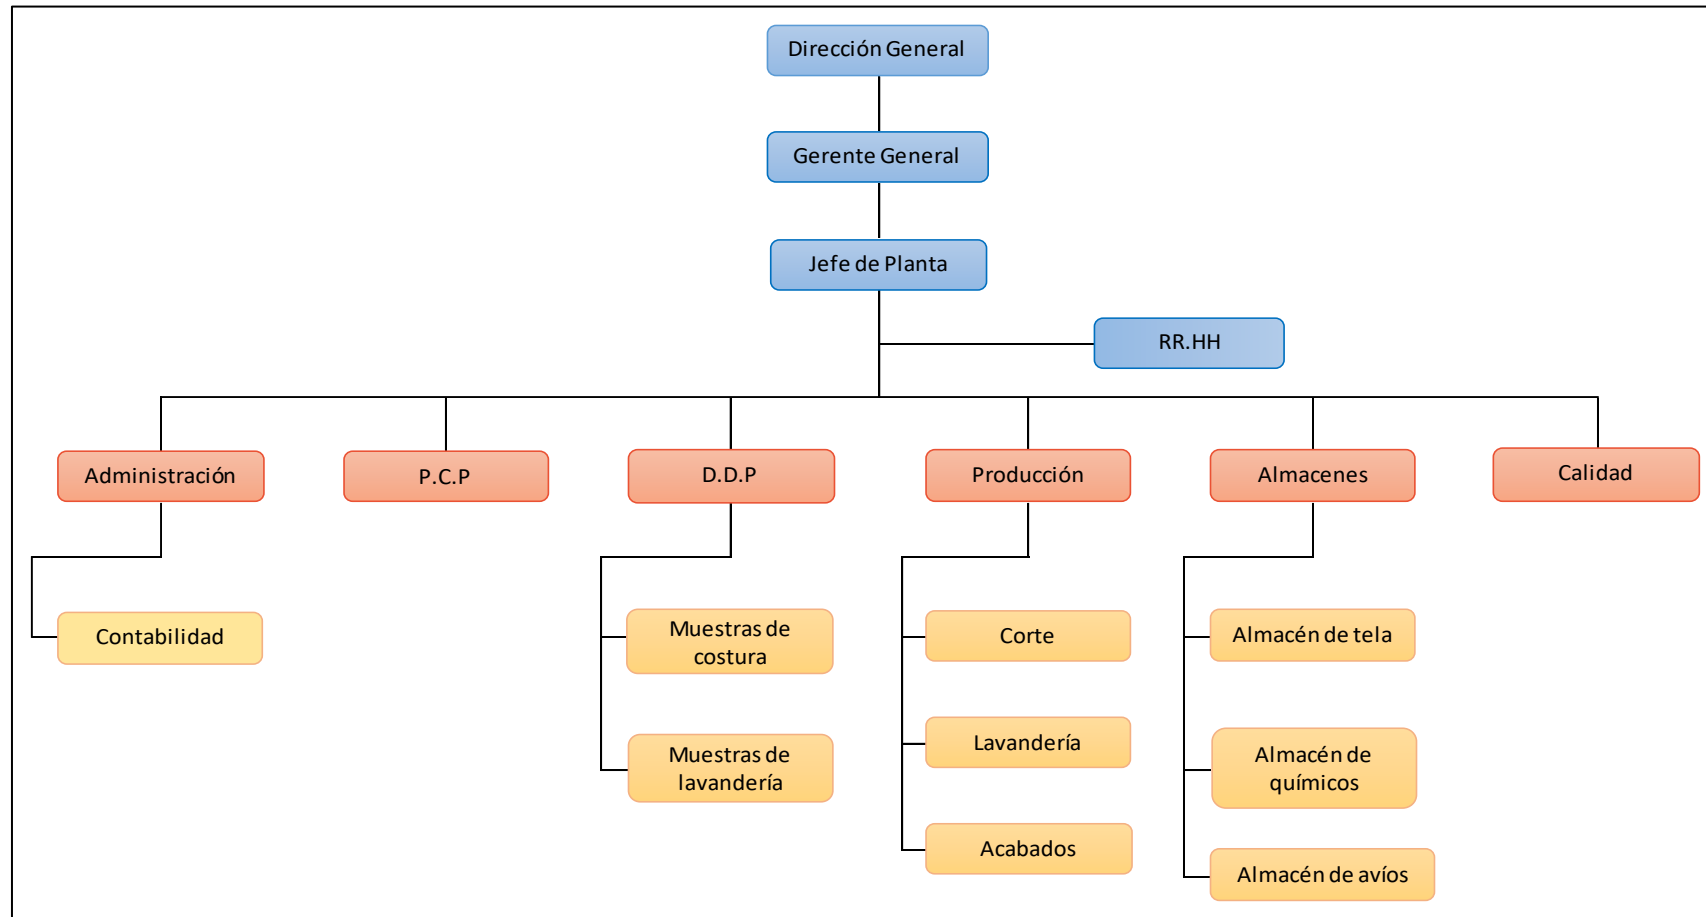 Dirección General
Gerente General
Jefe de Planta
RR.HH
Administración
P.C.P
D.D.P
Producción
Almacenes
Calidad
Contabilidad
Muestras de
costura
Muestras de
lavandería
Corte
Lavandería
Acabados
Almacén de tela
Almacén de
químicos
Almacén de avíos